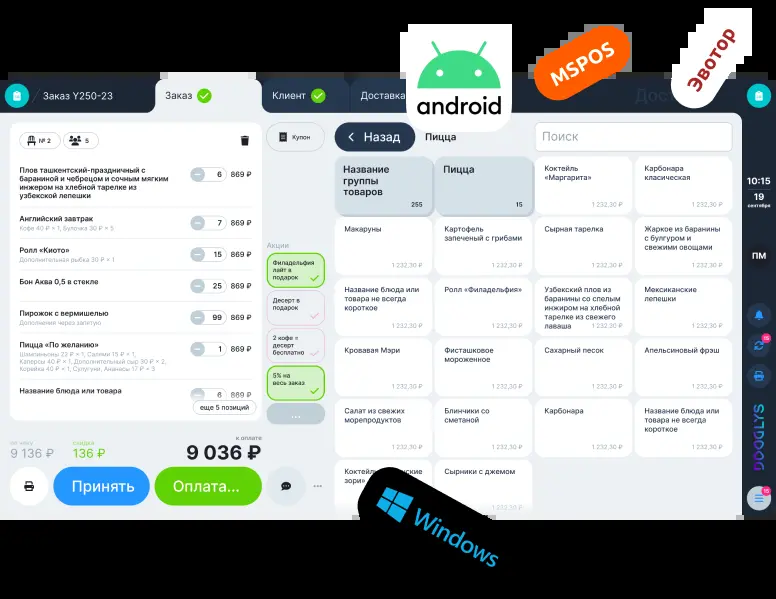 android
MSPOS
Эвотор
Заказ Y250-23
Заказ
Клиент
Доставка
№ 2
5
Купон
Назад
Пицца
Поиск
Плов ташкентский-праздничный с
бараниной и чебрецом и сочным мягким
инжером на хлебной тарелке из
узбекской лепешки
6
869 ₽
Английский завтрак
Кофе 40 ₽ × 1, Булочка 30 ₽ × 5
7
869 ₽
Ролл «Киото»
Дополнительная рыбка 30 ₽ × 1
15
869 ₽
Бон Аква 0,5 в стекле
25
869 ₽
Пирожок с вермишелью
Дополнения через запятую
99
869 ₽
Пицца «По желанию»
Шампиньоны 22 ₽ × 1, Салями 15 ₽ × 1,
Каперсы 40 ₽ × 1, Дополнительный сыр 30 ₽ × 2,
Корейка 40 ₽ × 1, Сулугуни, Ананасы 17 ₽ × 3
1
869 ₽
Название блюда или товара
6
869 ₽
еще 5 позиций
Акции
Филадельфия
лайт в
подарок
Десерт в
подарок
2 кофе =
десерт
бесплатно
5% на
весь заказ
...
по чеку
9 136 ₽
скидка
136 ₽
к оплате
9 036 ₽
Принять
Оплата...
Название
группы
товаров
255
Пицца
15
Коктейль
«Маргарита»
1 232,30 ₽
Карбонара
класическая
1 232,30 ₽
Макаруны
1 232,30 ₽
Картофель
запеченый с грибами
1 232,30 ₽
Сырная тарелка
1 232,30 ₽
Жаркое из баранины
с булгуром и
свежими овощами
1 232,30 ₽
Название блюда или
товара не всегда
короткое
1 232,30 ₽
Ролл «Филадельфия»
1 232,30 ₽
Узбекский плов из
баранины со спелым
инжиром на хлебной
тарелке из свежего
лаваша
1 232,30 ₽
Мексиканские
лепешки
1 232,30 ₽
Кровавая Мэри
1 232,30 ₽
Фисташковое
мороженное
1 232,30 ₽
Сахарный песок
1 232,30 ₽
Апельсиновый фрэш
1 232,30 ₽
Салат из свежих
морепродуктов
1 232,30 ₽
Блинчики со
сметаной
1 232,30 ₽
Карбонара
1 232,30 ₽
Название блюда или
товара не всегда
короткое
1 232,30 ₽
Сырники с джемом
1 232,30 ₽
Windows
10:15
19
сентября
ПМ
15
DOOGLYS
15